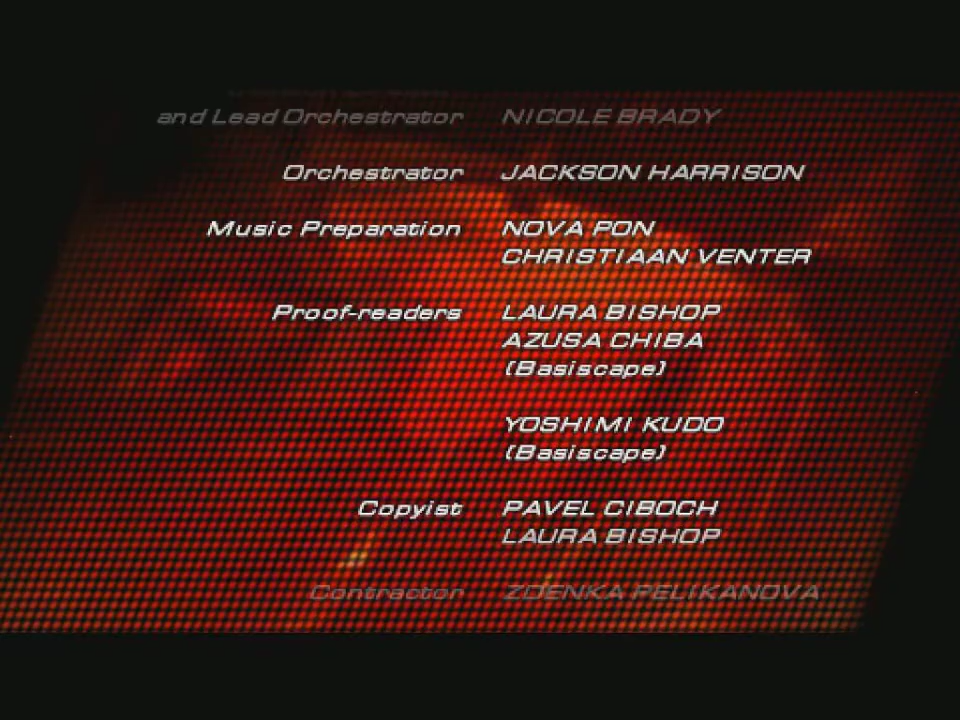 and Lead Orchestrator NICOLE BRADY
Orchestrator JACKSON HARRISON
Music Preparation NOVA PON
CHRISTIAAN VENTER
Proof-readers LAURA BISHOP
AZUSA CHIBA
(Basiscape)
YOSHIMI KUDO
(Basiscape)
Copyist PAVEL CIBOCH
LAURA BISHOP
Contractor ZDENKA PELIKANOVA